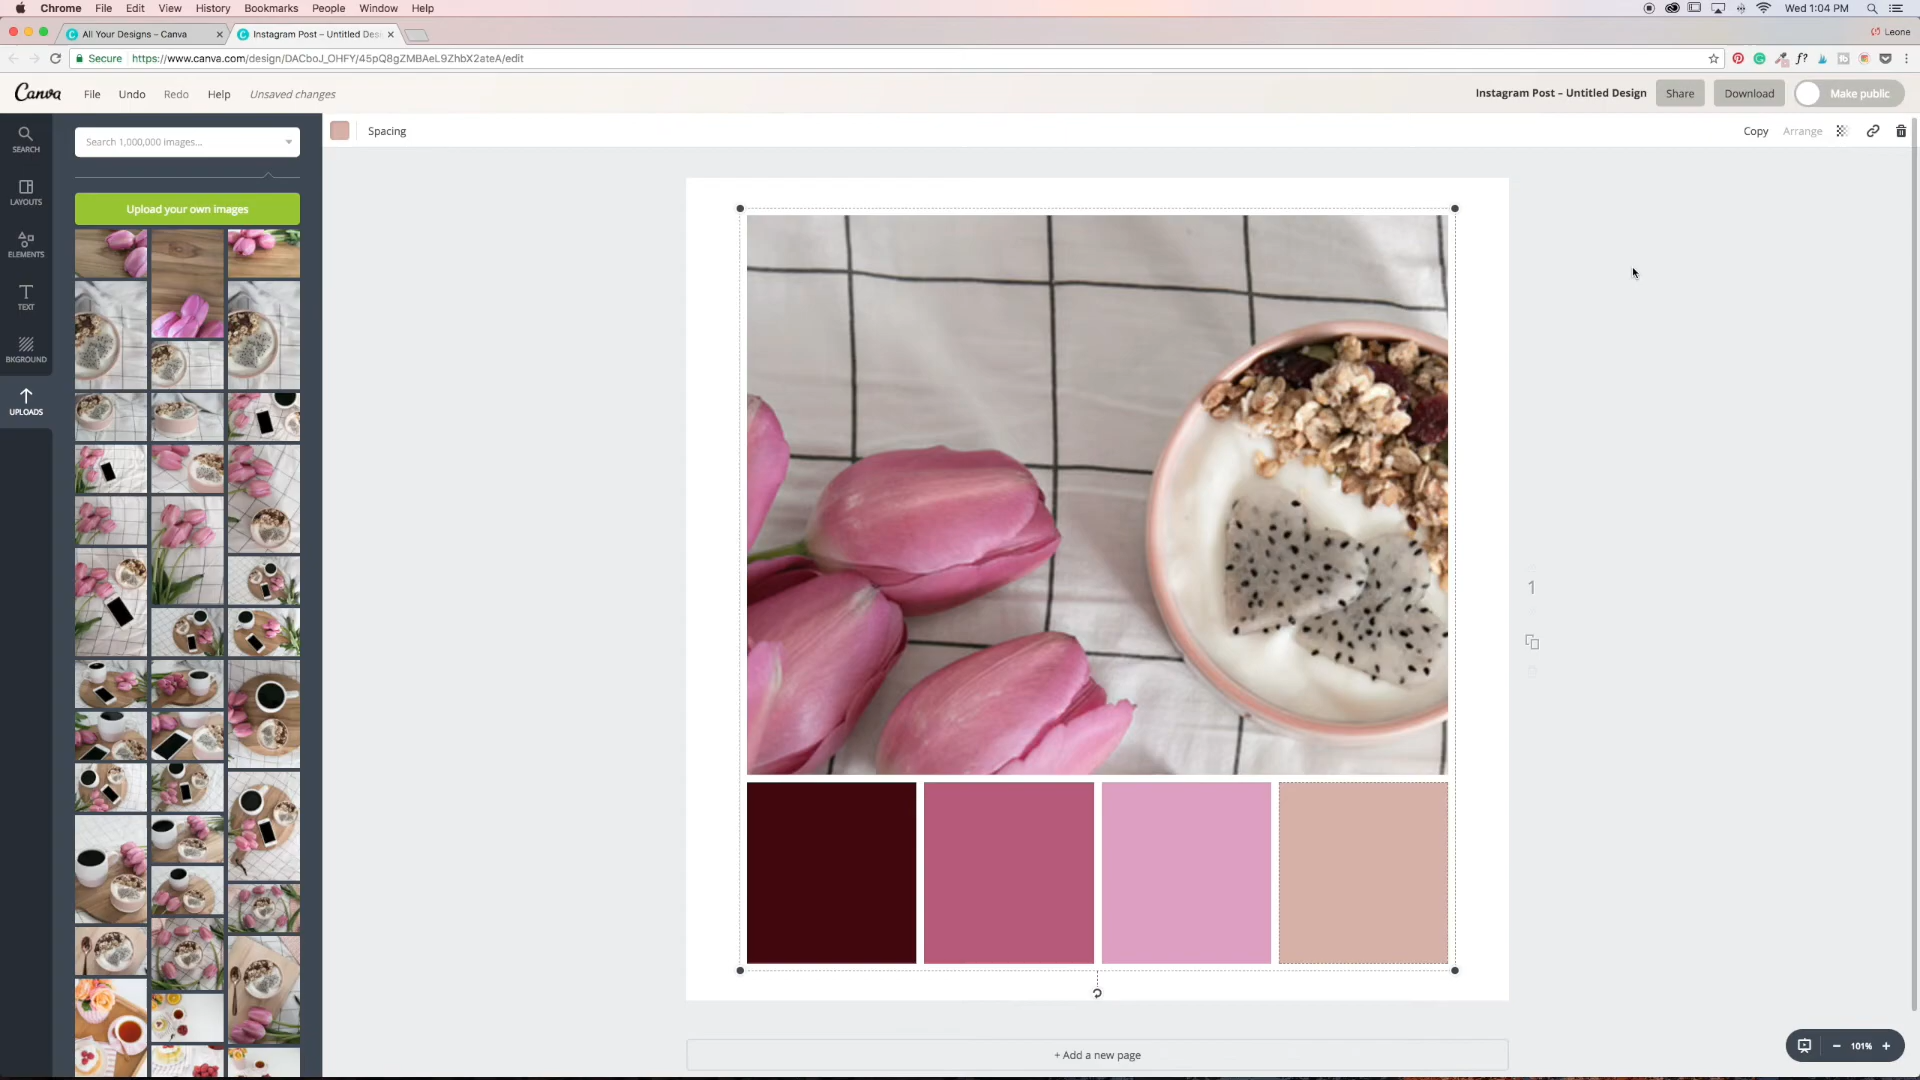 Chrome File Edit View History Bookmarks People Window Help
Wed 1:04 PM
All Your Designs – Canva
Instagram Post – Untitled Des
Leone
Secure https://www.canva.com/design/DACboJ_OHFY/45pQ8gZMBAeL9ZhbX2ateA/edit
f?
Canva File Undo Redo Help Unsaved changes
Instagram Post – Untitled Design Share Download Make public
Search 1,000,000 images...
Spacing
Copy Arrange
SEARCH
LAYOUTS
ELEMENTS
TEXT
BKGROUND
UPLOADS
Upload your own images
1
+ Add a new page
101%